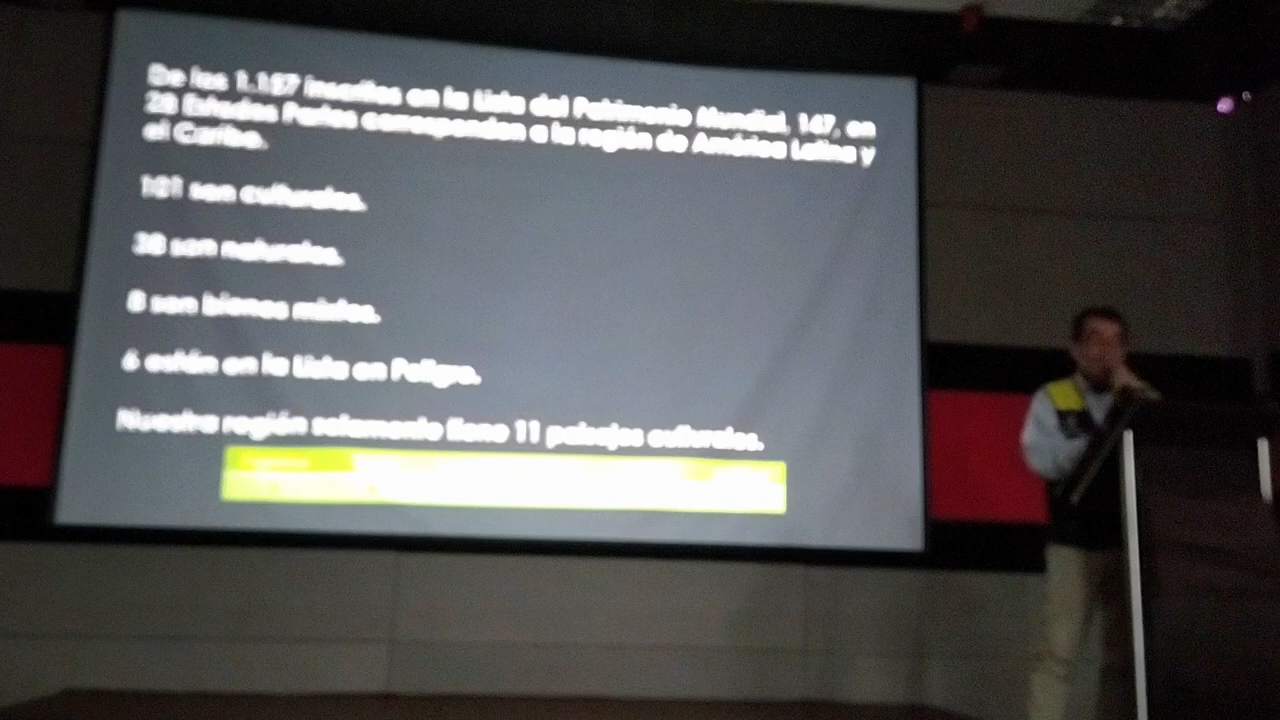 De los 1.157 inscritos en la Lista del Patrimonio Mundial, 147, en
28 Estados Partes corresponden a la región de América Latina y
el Caribe.
101 son culturales.
38 son naturales.
8 son bienes mixtos.
6 están en la Lista en Peligro.
Nuestra región solamente tiene 11 paisajes culturales.